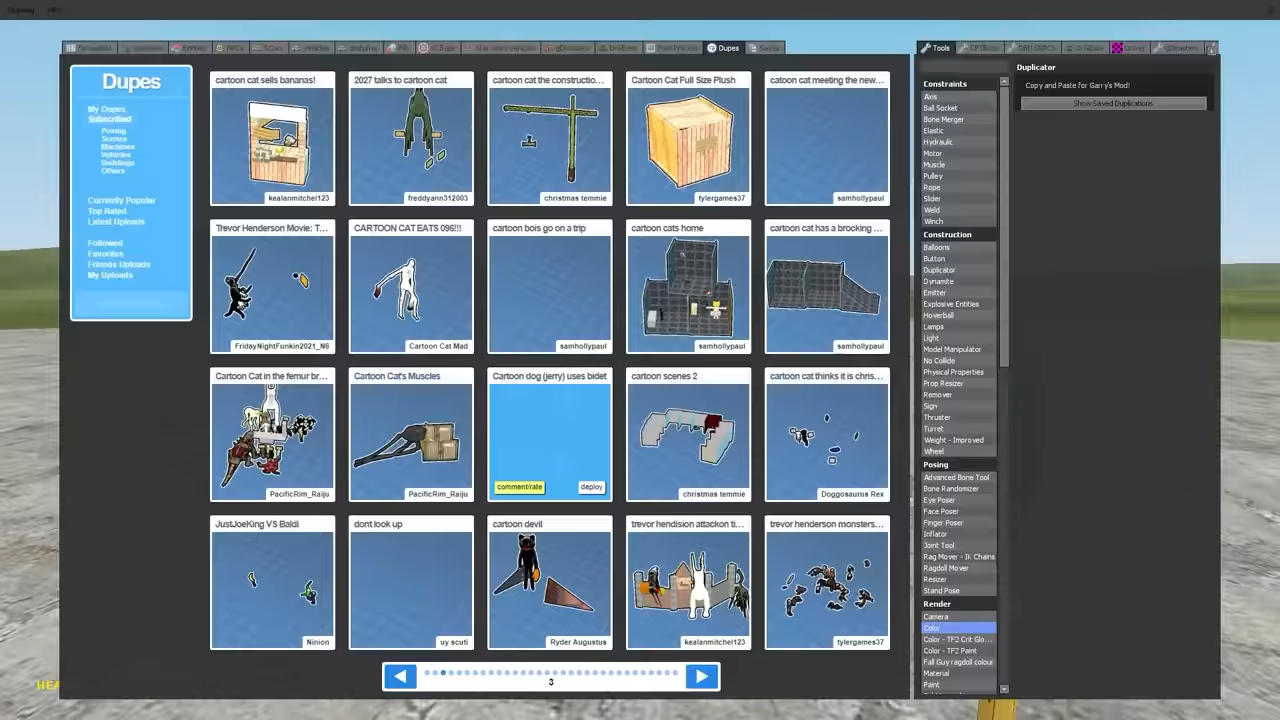 Dupes
Saves
Dupes
My Dupes
Subscribed
Posing
Scenes
Machines
Vehicles
Buildings
Others
Currently Popular
Top Rated
Latest Uploads
Followed
Favorites
Friends Uploads
My Uploads
cartoon cat sells bananas!
kealanmitchel123
2027 talks to cartoon cat
freddyann312003
cartoon cat the constructio...
christmas temmie
Cartoon Cat Full Size Plush
tylergames37
catoon cat meeting the new...
samhollypaul
Trevor Henderson Movie: T...
FridayNightFunkin2021_N6
CARTOON CAT EATS 096!!!
Cartoon Cat Mad
cartoon bois go on a trip
samhollypaul
cartoon cats home
samhollypaul
cartoon cat has a brocking ...
samhollypaul
Cartoon Cat in the femur br...
PacificRim_Raiju
Cartoon Cat's Muscles
PacificRim_Raiju
Cartoon dog (jerry) uses bidet
comment/rate
deploy
cartoon scenes 2
christmas temmie
cartoon cat thinks it is chris...
Doggosaurus Rex
JustJoeKing VS Baldi
Ninion
dont look up
uy scuti
cartoon devil
Ryder Augustus
trevor hendision attackon ti...
kealanmitchel123
trevor henderson monsters...
tylergames37
3
Tools
Constraints
Axis
Ball Socket
Bone Merger
Elastic
Hydraulic
Motor
Muscle
Pulley
Rope
Slider
Weld
Winch
Construction
Balloons
Button
Duplicator
Dynamite
Emitter
Explosive Entities
Hoverball
Lamps
Light
Model Manipulator
No Collide
Physical Properties
Prop Resizer
Remover
Sign
Thruster
Turret
Weight - Improved
Wheel
Posing
Advanced Bone Tool
Bone Randomizer
Eye Poser
Face Poser
Finger Poser
Inflator
Joint Tool
Rag Mover - IK Chains
Ragdoll Mover
Resizer
Stand Pose
Render
Camera
Color
Color - TF2 Crit Glo...
Color - TF2 Paint
Fall Guy ragdoll colou
Material
Paint
Duplicator
Copy and Paste for Garry's Mod!
Show Saved Duplications